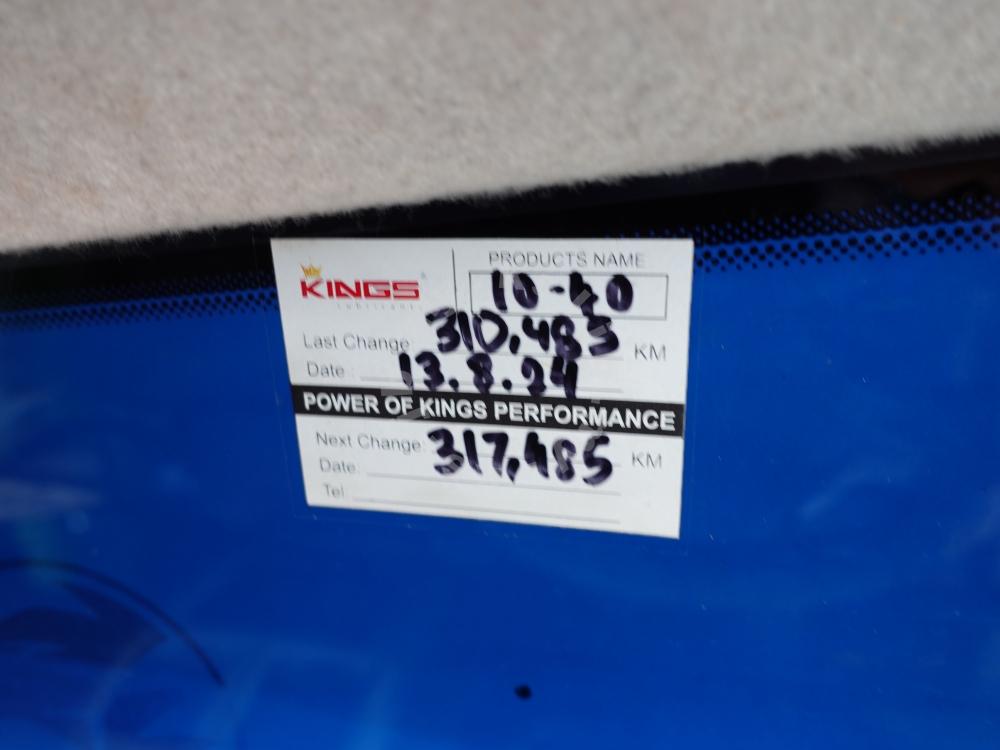 KINGS
Lubricant
PRODUCTS NAME
10-40
Last Change: 310,485 KM
Date: 13.8.24
POWER OF KINGS PERFORMANCE
Next Change: 317,485 KM
Date:
Tel: